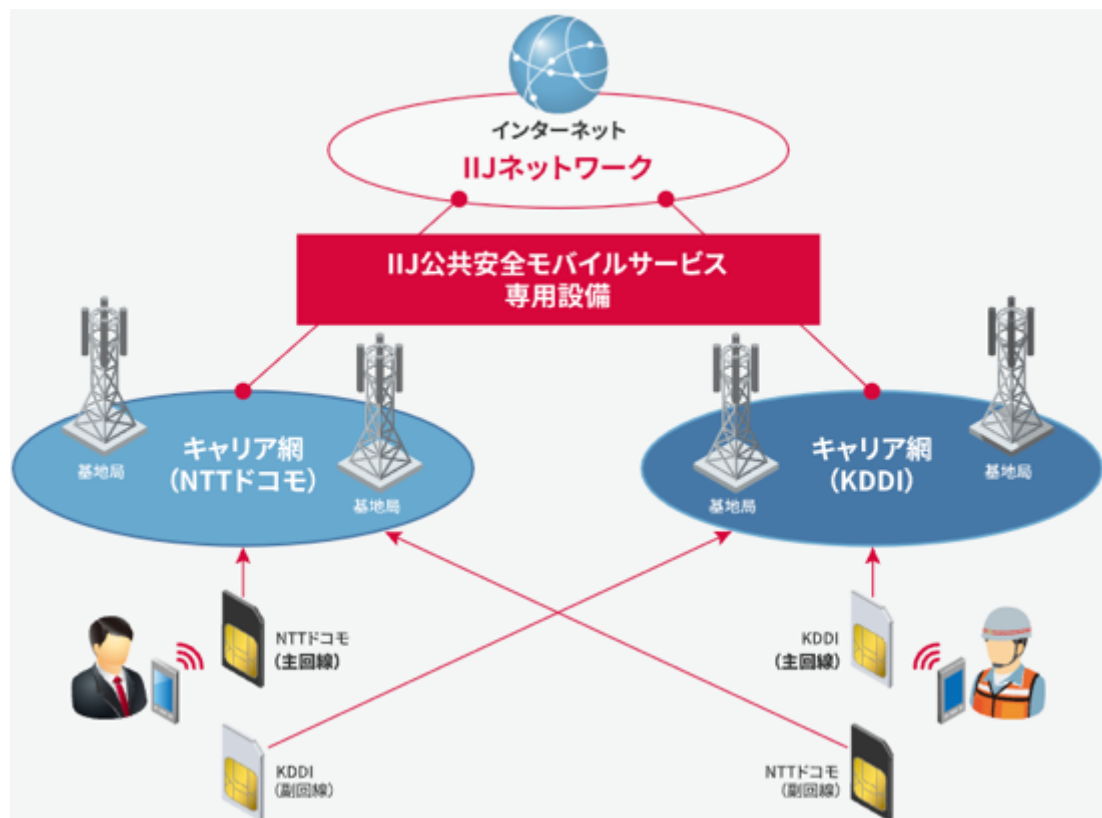 インターネット
IIJネットワーク
IIJ公共安全モバイルサービス
専用設備
キャリア網
（NTTドコモ）
基地局
基地局
キャリア網
（KDDI）
基地局
基地局
NTTドコモ
（主回線）
KDDI
（主回線）
KDDI
（副回線）
NTTドコモ
（副回線）